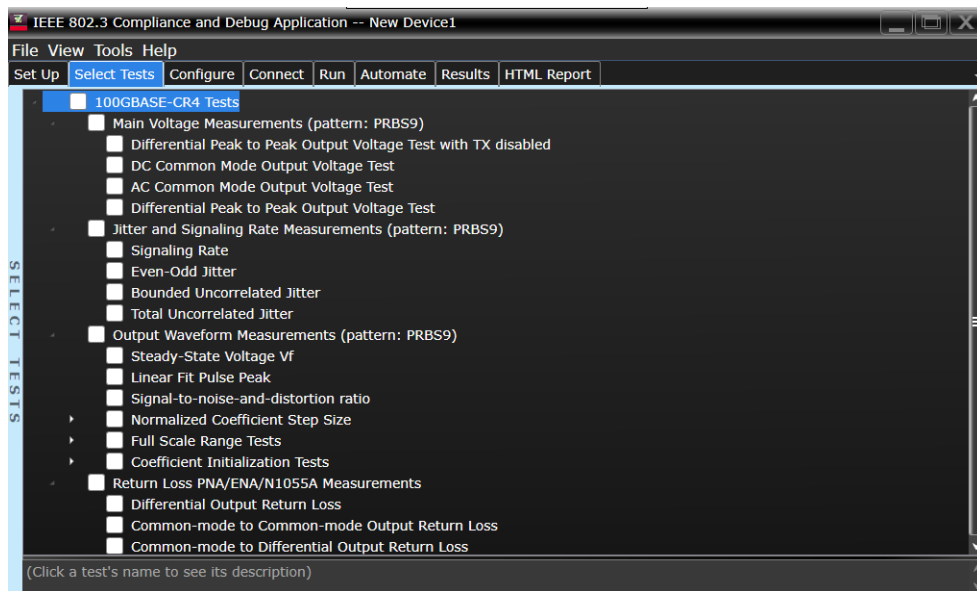 IEEE 802.3 Compliance and Debug Application -- New Device1
File View Tools Help
Set Up Select Tests Configure Connect Run Automate Results HTML Report
100GBASE-CR4 Tests
Main Voltage Measurements (pattern: PRBS9)
Differential Peak to Peak Output Voltage Test with TX disabled
DC Common Mode Output Voltage Test
AC Common Mode Output Voltage Test
Differential Peak to Peak Output Voltage Test
Jitter and Signaling Rate Measurements (pattern: PRBS9)
Signaling Rate
Even-Odd Jitter
Bounded Uncorrelated Jitter
Total Uncorrelated Jitter
Output Waveform Measurements (pattern: PRBS9)
Steady-State Voltage Vf
Linear Fit Pulse Peak
Signal-to-noise-and-distortion ratio
Normalized Coefficient Step Size
Full Scale Range Tests
Coefficient Initialization Tests
Return Loss PNA/ENA/N1055A Measurements
Differential Output Return Loss
Common-mode to Common-mode Output Return Loss
Common-mode to Differential Output Return Loss
SELECT TESTS
(Click a test's name to see its description)